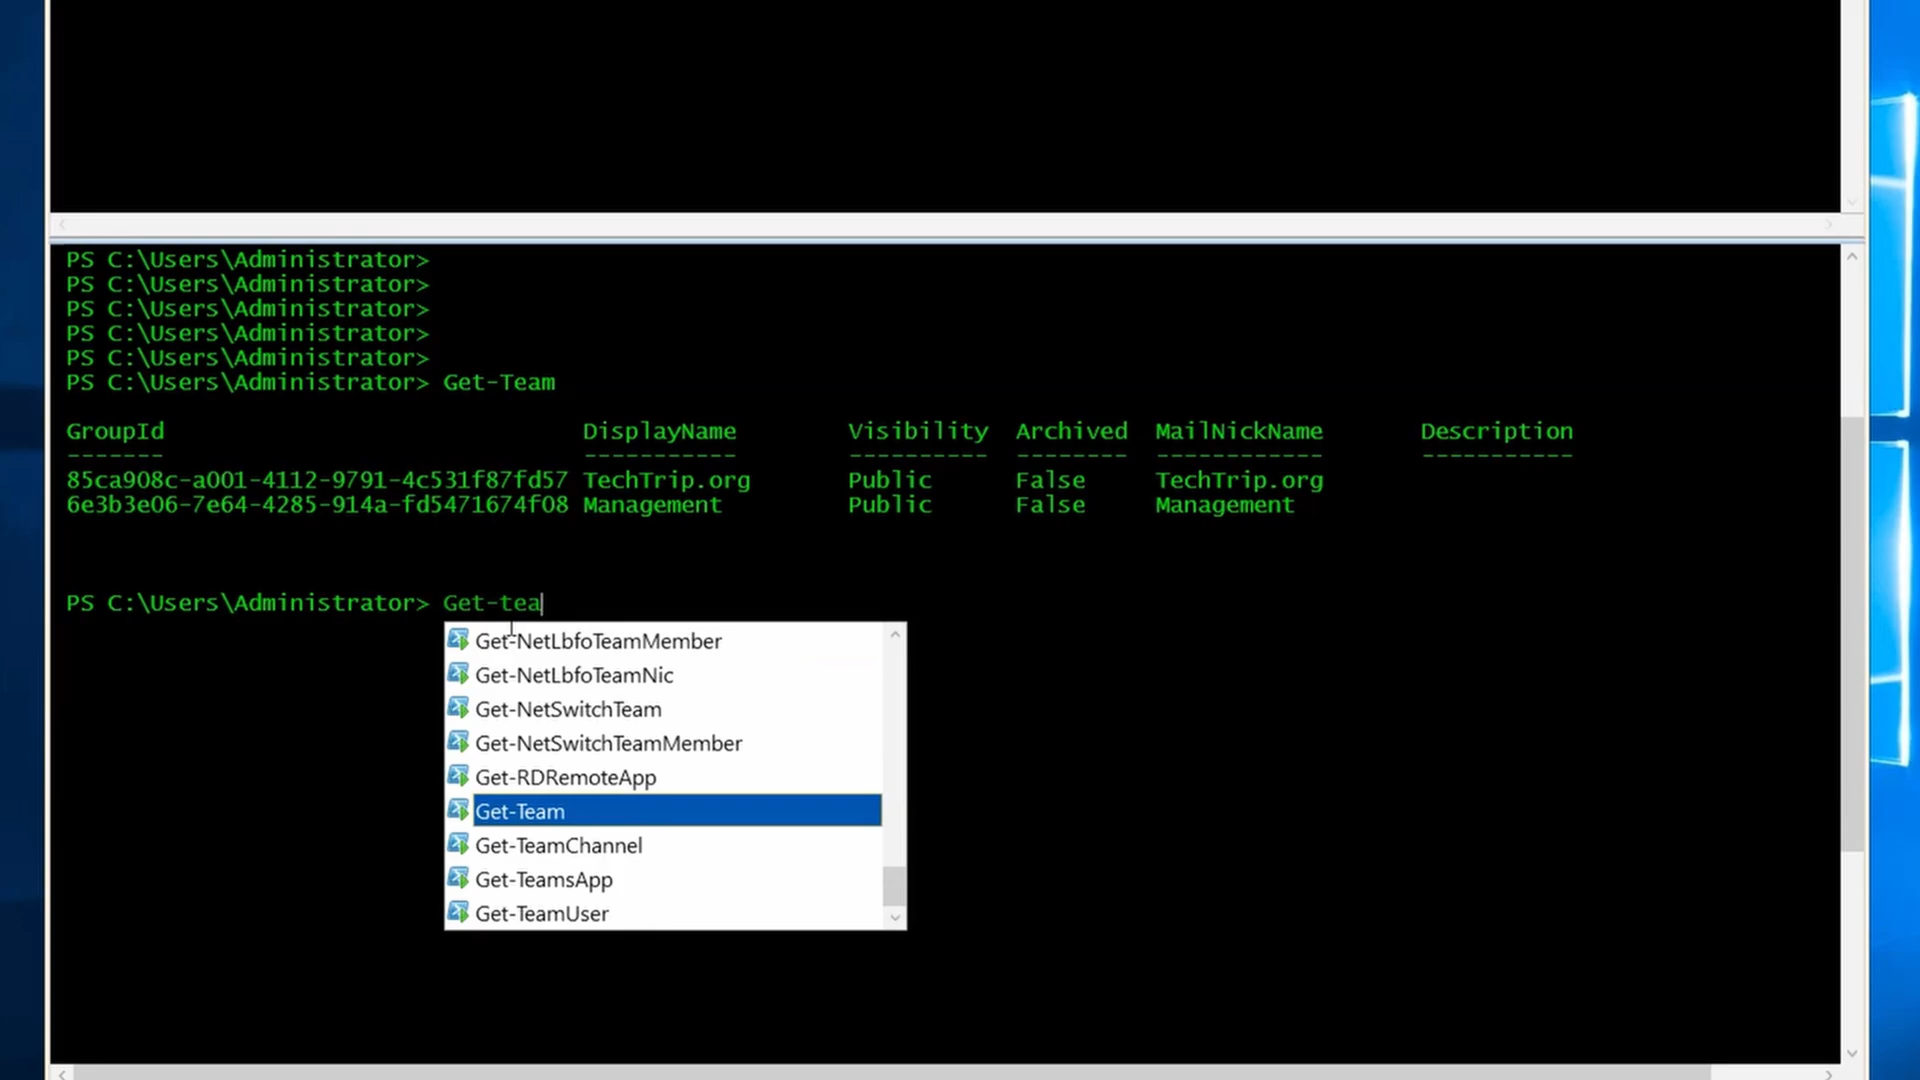 PS C:\Users\Administrator>
PS C:\Users\Administrator>
PS C:\Users\Administrator>
PS C:\Users\Administrator>
PS C:\Users\Administrator>
PS C:\Users\Administrator> Get-Team
GroupId DisplayName Visibility Archived MailNickName Description
------- ----------- ---------- -------- ------------ -----------
85ca908c-a001-4112-9791-4c531f87fd57 TechTrip.org Public False TechTrip.org
6e3b3e06-7e64-4285-914a-fd5471674f08 Management Public False Management
PS C:\Users\Administrator> Get-tea
Get-NetLbfoTeamMember
Get-NetLbfoTeamNic
Get-NetSwitchTeam
Get-NetSwitchTeamMember
Get-RDRemoteApp
Get-Team
Get-TeamChannel
Get-TeamsApp
Get-TeamUser